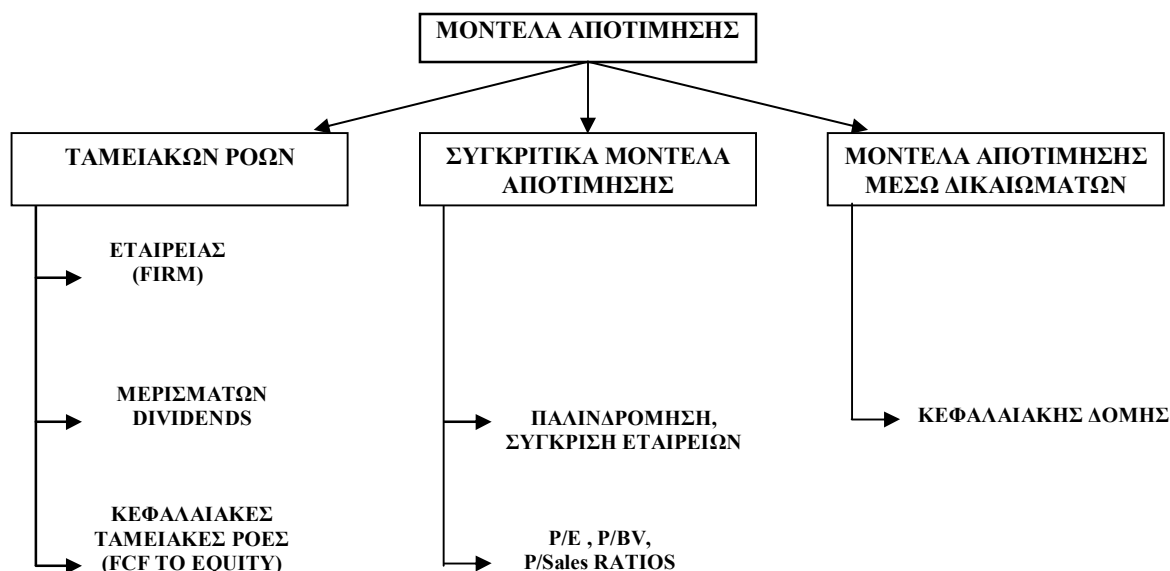 ΜΟΝΤΕΛΑ ΑΠΟΤΙΜΗΣΗΣ
ΤΑΜΕΙΑΚΩΝ ΡΟΩΝ
ΕΤΑΙΡΕΙΑΣ
(FIRM)
ΜΕΡΙΣΜΑΤΩΝ
DIVIDENDS
ΚΕΦΑΛΑΙΑΚΕΣ
ΤΑΜΕΙΑΚΕΣ ΡΟΕΣ
(FCF TO EQUITY)
ΣΥΓΚΡΙΤΙΚΑ ΜΟΝΤΕΛΑ
ΑΠΟΤΙΜΗΣΗΣ
ΠΑΛΙΝΔΡΟΜΗΣΗ,
ΣΥΓΚΡΙΣΗ ΕΤΑΙΡΕΙΩΝ
P/E , P/BV,
P/Sales RATIOS
ΜΟΝΤΕΛΑ ΑΠΟΤΙΜΗΣΗΣ
ΜΕΣΩ ΔΙΚΑΙΩΜΑΤΩΝ
ΚΕΦΑΛΑΙΑΚΗΣ ΔΟΜΗΣ